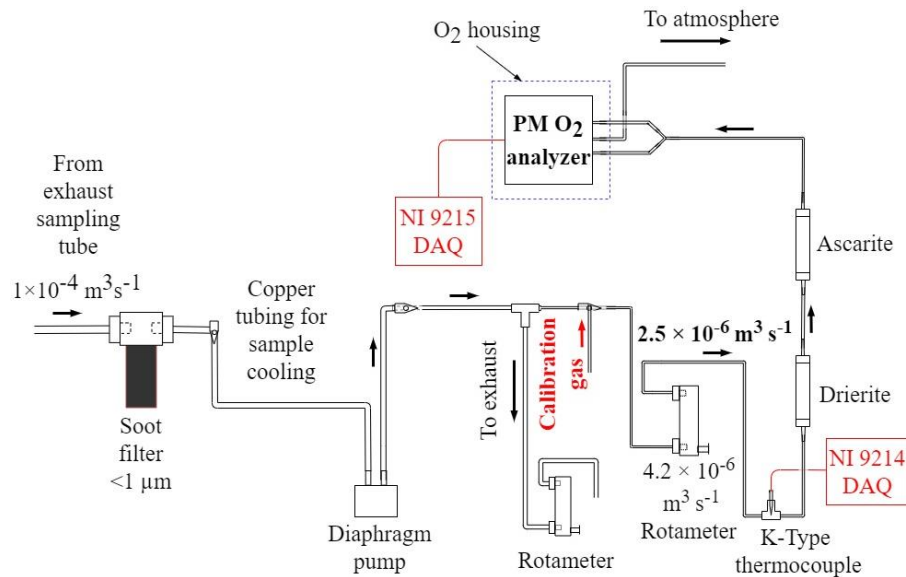 To atmosphere
O2 housing
PM O2
analyzer
From
exhaust
sampling
tube
1×10-4 m3s-1
NI 9215
DAQ
Ascarite
Copper
tubing for
sample
cooling
2.5 × 10-6 m3 s-1
Calibration
gas
To exhaust
Drierite
Soot
filter
<1 µm
4.2 × 10-6
m3 s-1
Rotameter
NI 9214
DAQ
Diaphragm
pump
Rotameter
K-Type
thermocouple